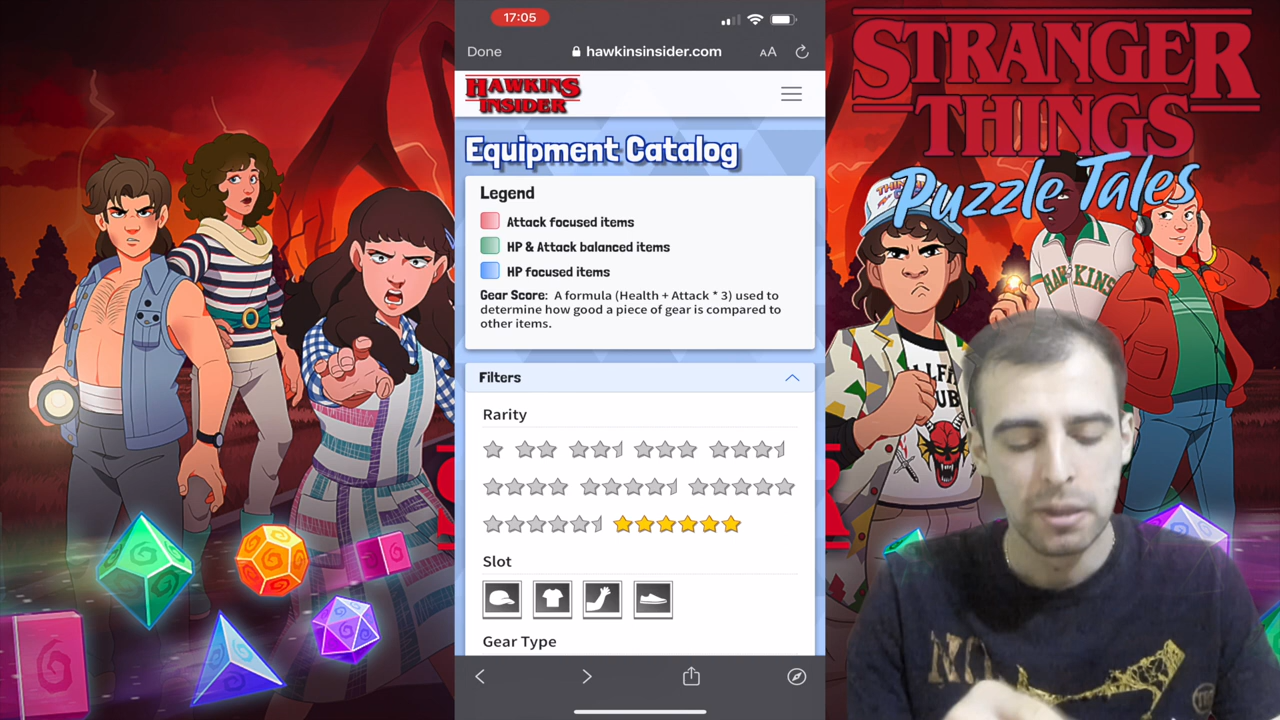 17:05
Done
hawkinsinsider.com
AA
HAWKINS
INSIDER
Equipment Catalog
Legend
Attack focused items
HP & Attack balanced items
HP focused items
Gear Score: A formula (Health + Attack * 3) used to
determine how good a piece of gear is compared to
other items.
Filters
Rarity
Slot
Gear Type
STRANGER
THINGS
Puzzle Tales
HAWKINS
NO